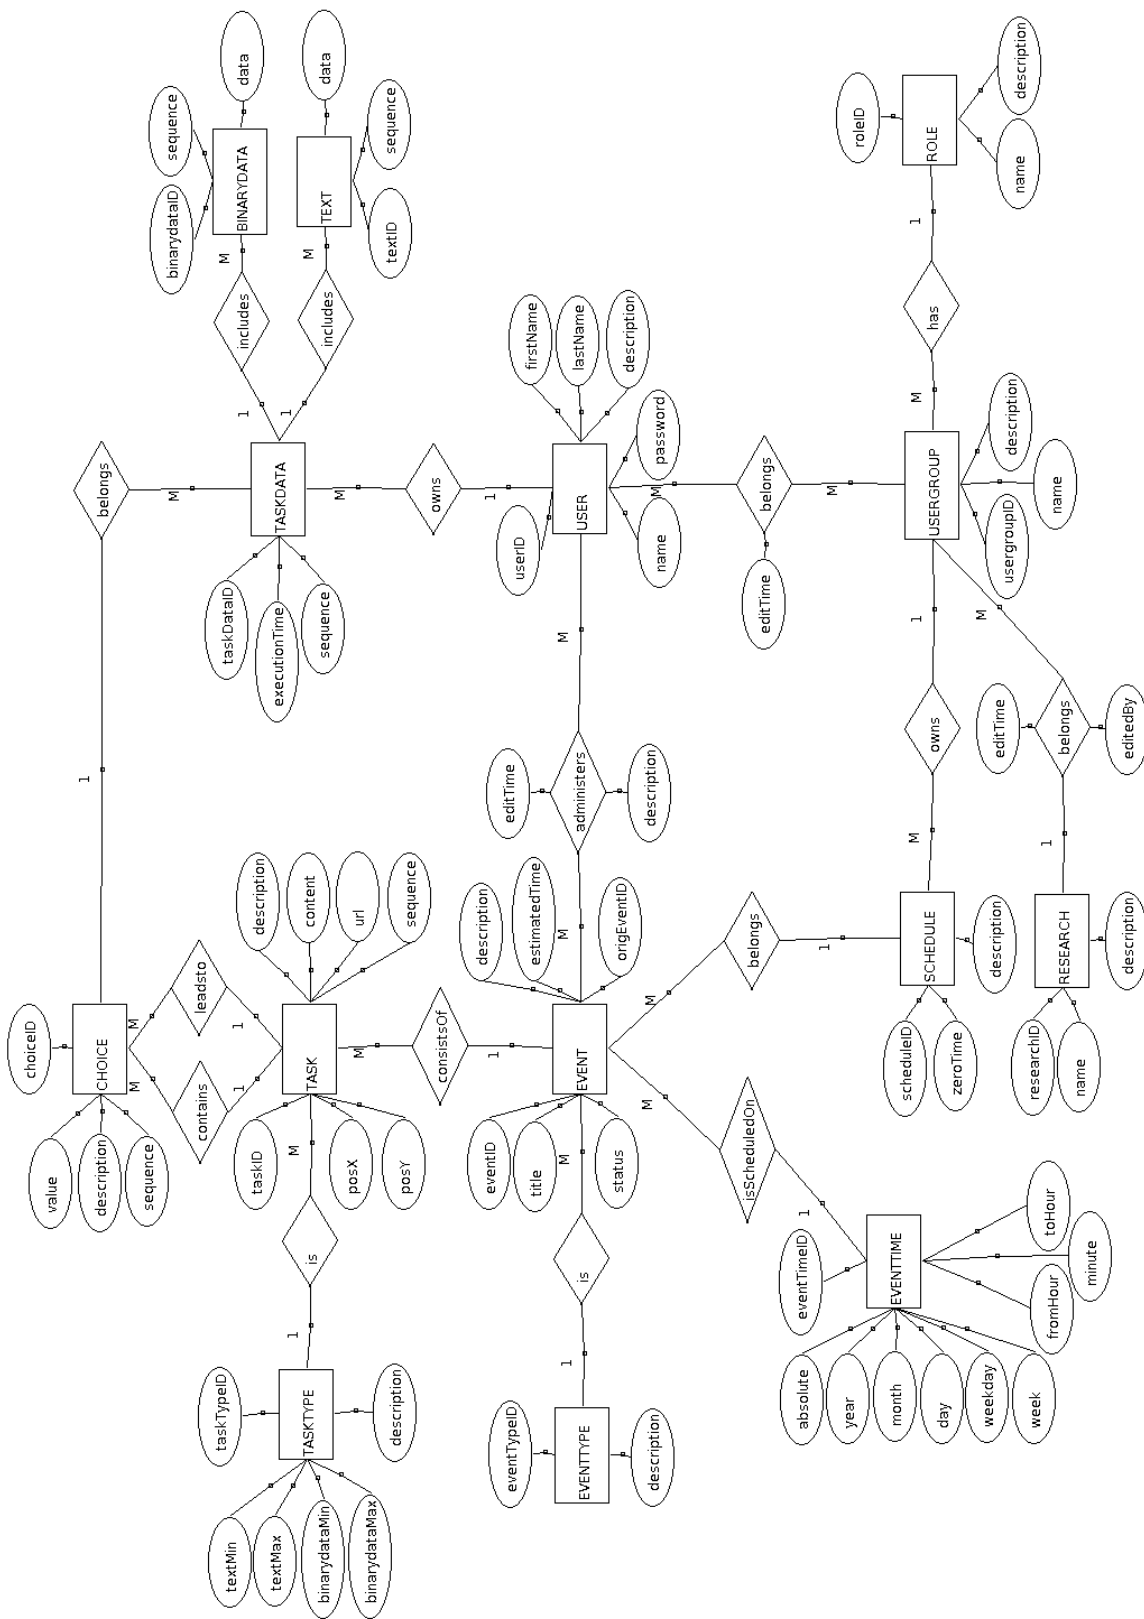 data
data
sequence
sequence
binarydataID
textID
BINARYDATA
TEXT
M
M
includes
includes
1
1
belongs
M
TASKDATA
taskDataID
executionTime
sequence
M
owns
1
firstName
lastName
description
password
USER
userID
name
M
belongs
editTime
M
roleID
ROLE
description
name
1
has
M
USERGROUP
description
name
usergroupID
1
M
owns
editTime
belongs
editedBy
M
1
M
administers
editTime
description
M
1
choiceID
CHOICE
value
description
sequence
M
M
leadsto
contains
1
1
description
content
url
sequence
TASK
taskID
posX
posY
M
consistsOf
1
description
estimatedTime
origEventID
EVENT
eventID
title
status
M
M
belongs
1
SCHEDULE
description
scheduleID
zeroTime
RESEARCH
description
researchID
name
M
isScheduledOn
1
M
is
1
TASKTYPE
taskTypeID
description
textMin
textMax
binarydataMin
binarydataMax
M
is
1
EVENTTYPE
eventTypeID
description
EVENTTIME
eventTimeID
toHour
minute
fromHour
absolute
year
month
day
weekday
week